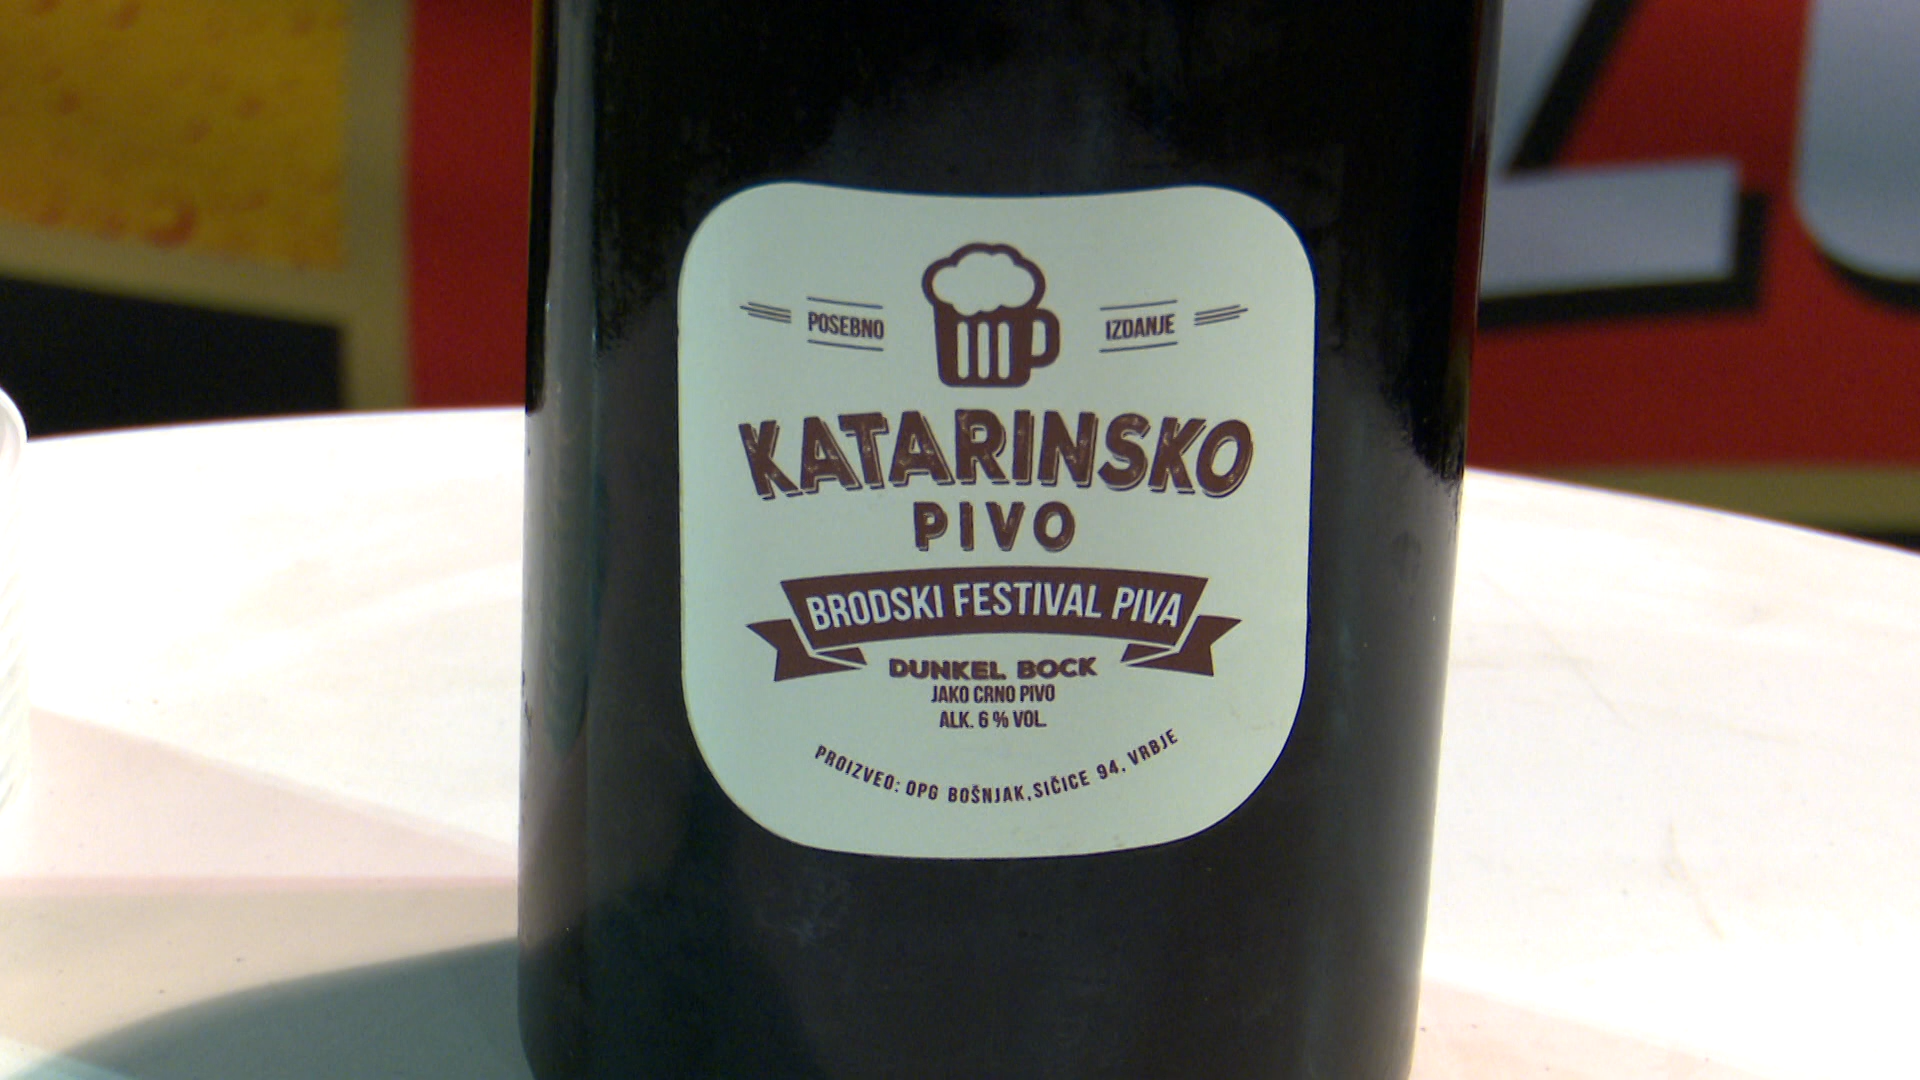 POSEBNO IZDANJE
KATARINSKO
PIVO
BRODSKI FESTIVAL PIVA
DUNKEL BOCK
JAKO CRNO PIVO
ALK. 6 % VOL.
PROIZVEO: OPG BOŠNJAK, SIČICE 94, VRBJE